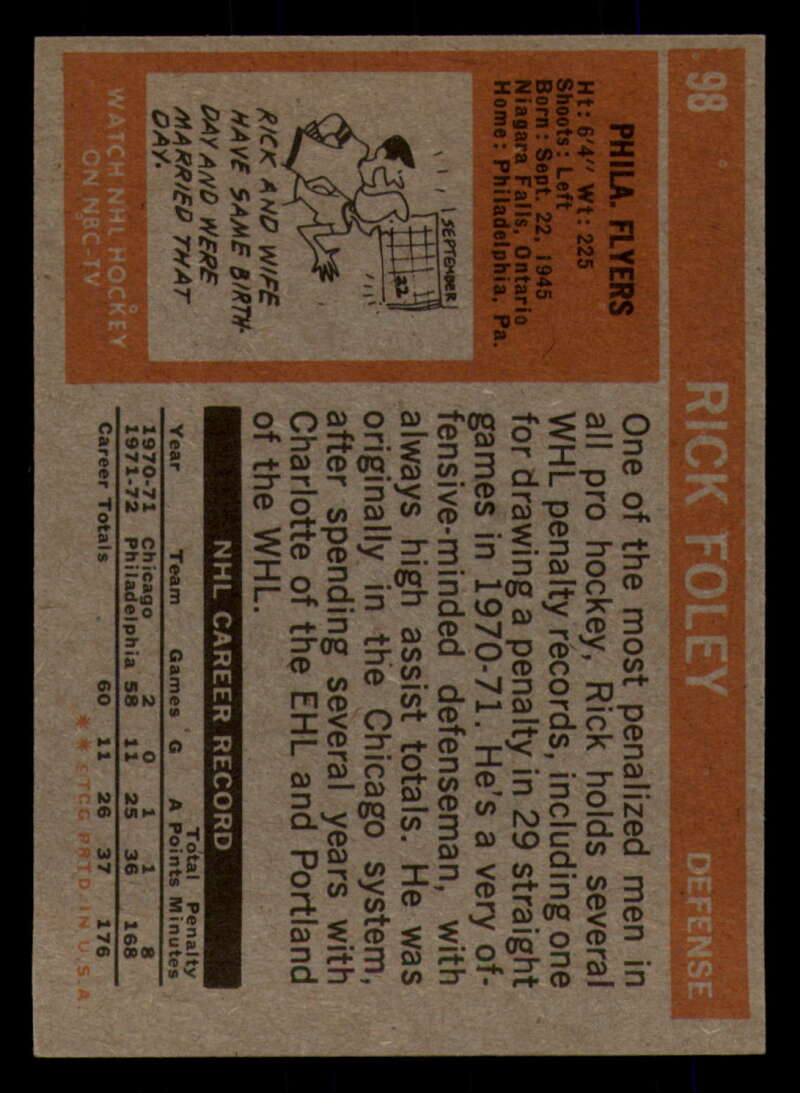 98 RICK FOLEY DEFENSE
PHILA. FLYERS
Ht: 6'4" Wt: 225
Shoots: Left
Born: Sept. 22, 1945
Niagara Falls, Ontario
Home: Philadelphia, Pa.
SEPTEMBER
22
RICK AND WIFE
HAVE SAME BIRTH-
DAY AND WERE
MARRIED THAT
DAY.
WATCH NHL HOCKEY
ON NBC-TV
One of the most penalized men in
all pro hockey, Rick holds several
WHL penalty records, including one
for drawing a penalty in 29 straight
games in 1970-71. He's a very of-
fensive-minded defenseman, with
always high assist totals. He was
originally in the Chicago system,
after spending several years with
Charlotte of the EHL and Portland
of the WHL.
NHL CAREER RECORD
Total Penalty
Year Team Games G A Points Minutes
1970-71 Chicago 2 0 1 1 8
1971-72 Philadelphia 58 11 25 36 168
Career Totals 60 11 26 37 176
** ©TCG PRTD. IN U.S.A.